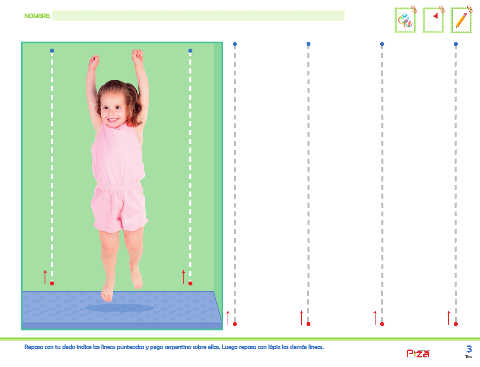 NOMBRE
Repasa con tu dedo índice las líneas punteadas y pega serpentina sobre ellas. Luego repasa con lápiz las demás líneas.
3